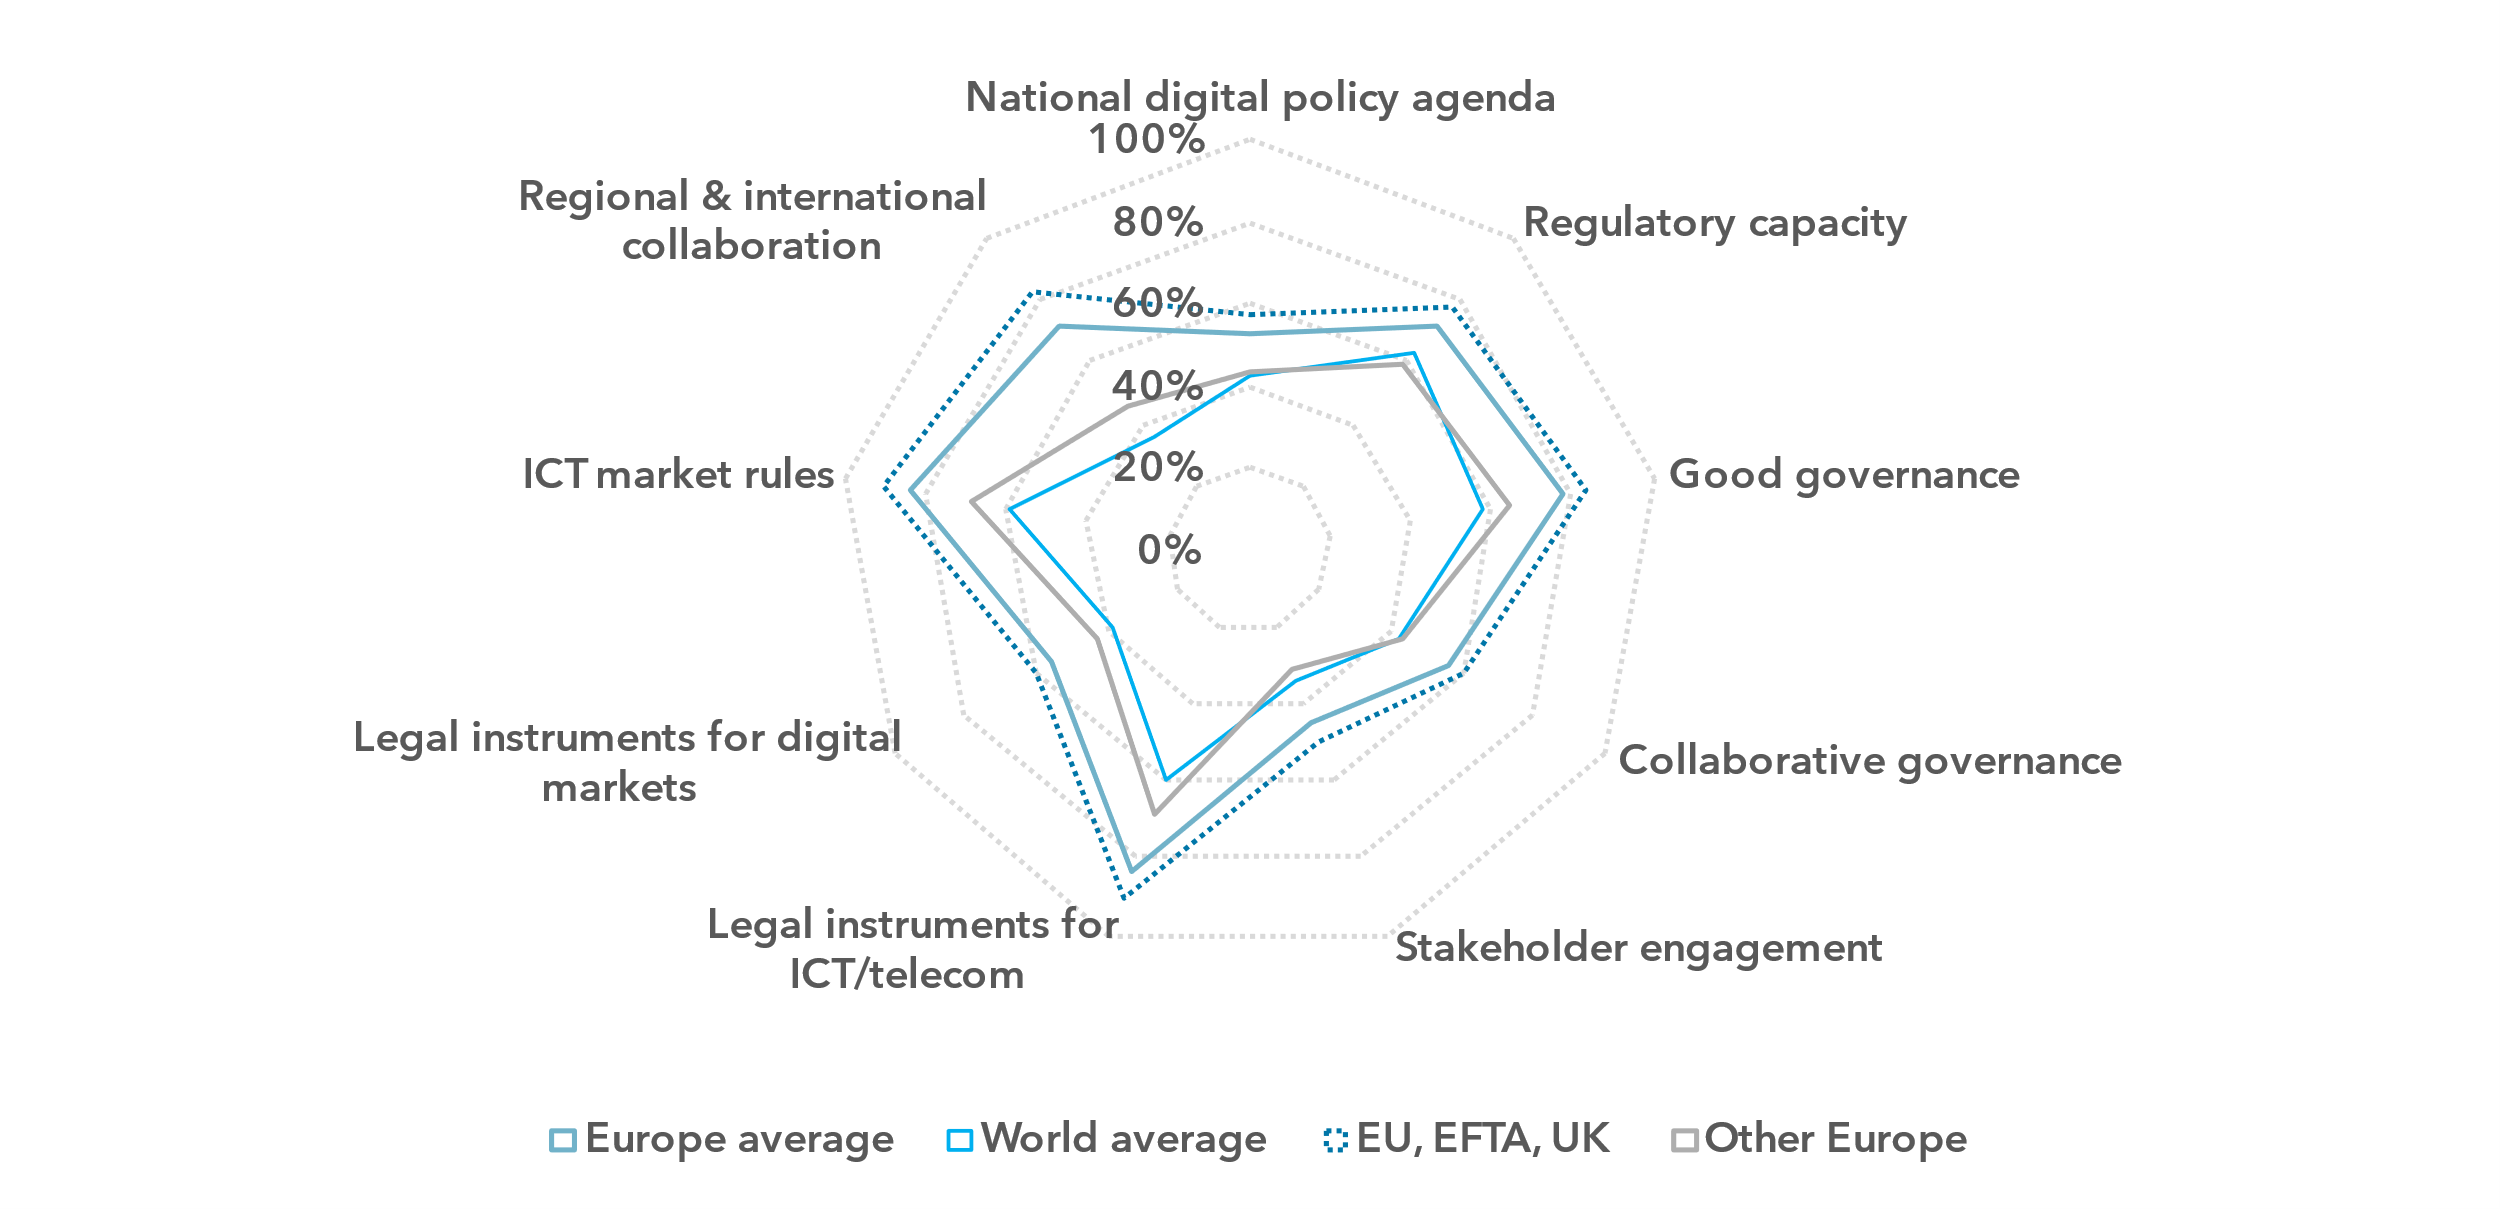 National digital policy agenda
100%
Regional & international
collaboration
80%
Regulatory capacity
60%
40%
ICT market rules
20%
Good governance
0%
Legal instruments for digital
markets
Collaborative governance
Legal instruments for
ICT/telecom
Stakeholder engagement
Europe average
World average
EU, EFTA, UK
Other Europe